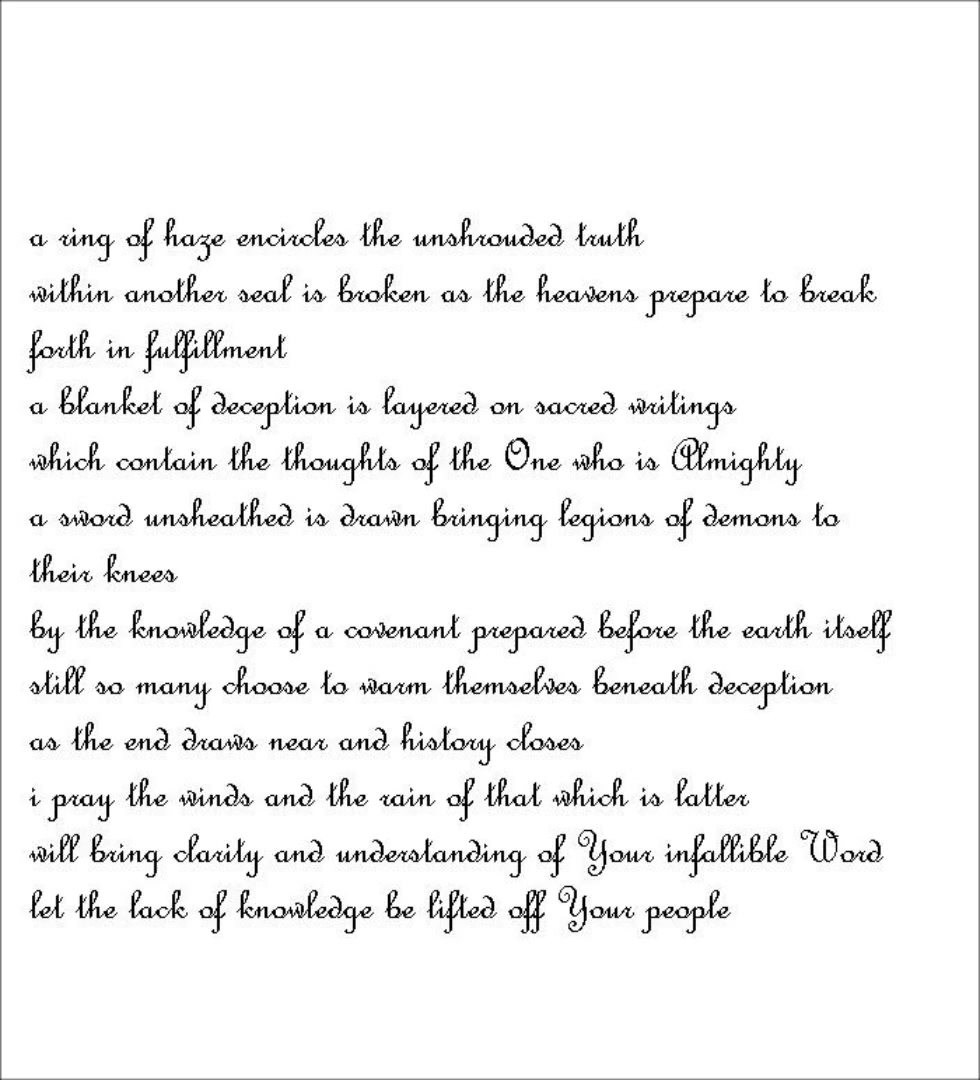 a ring of haze encircles the unshrouded truth
within another seal is broken as the heavens prepare to break
forth in fulfillment
a blanket of deception is layered on sacred writings
which contain the thoughts of the One who is Almighty
a sword unsheathed is drawn bringing legions of demons to
their knees
by the knowledge of a covenant prepared before the earth itself
still so many choose to warm themselves beneath deception
as the end draws near and history closes
i pray the winds and the rain of that which is latter
will bring clarity and understanding of Your infallible Word
let the lack of knowledge be lifted off Your people